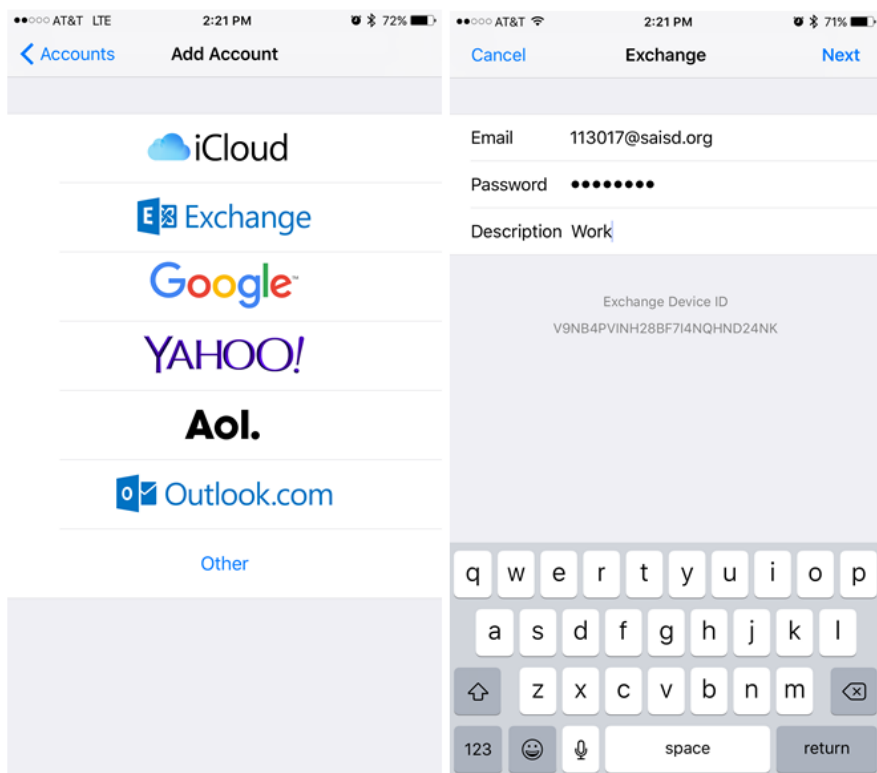 AT&T LTE 2:21 PM 72%
Accounts Add Account
iCloud
E Exchange
Google™
YAHOO!
Aol.
o Outlook.com
Other
AT&T 2:21 PM 71%
Cancel Exchange Next
Email 113017@saisd.org
Password ••••••••
Description Work
Exchange Device ID
V9NB4PVINH28BF7I4NQHND24NK
q w e r t y u i o p
a s d f g h j k l
z x c v b n m
123 space return